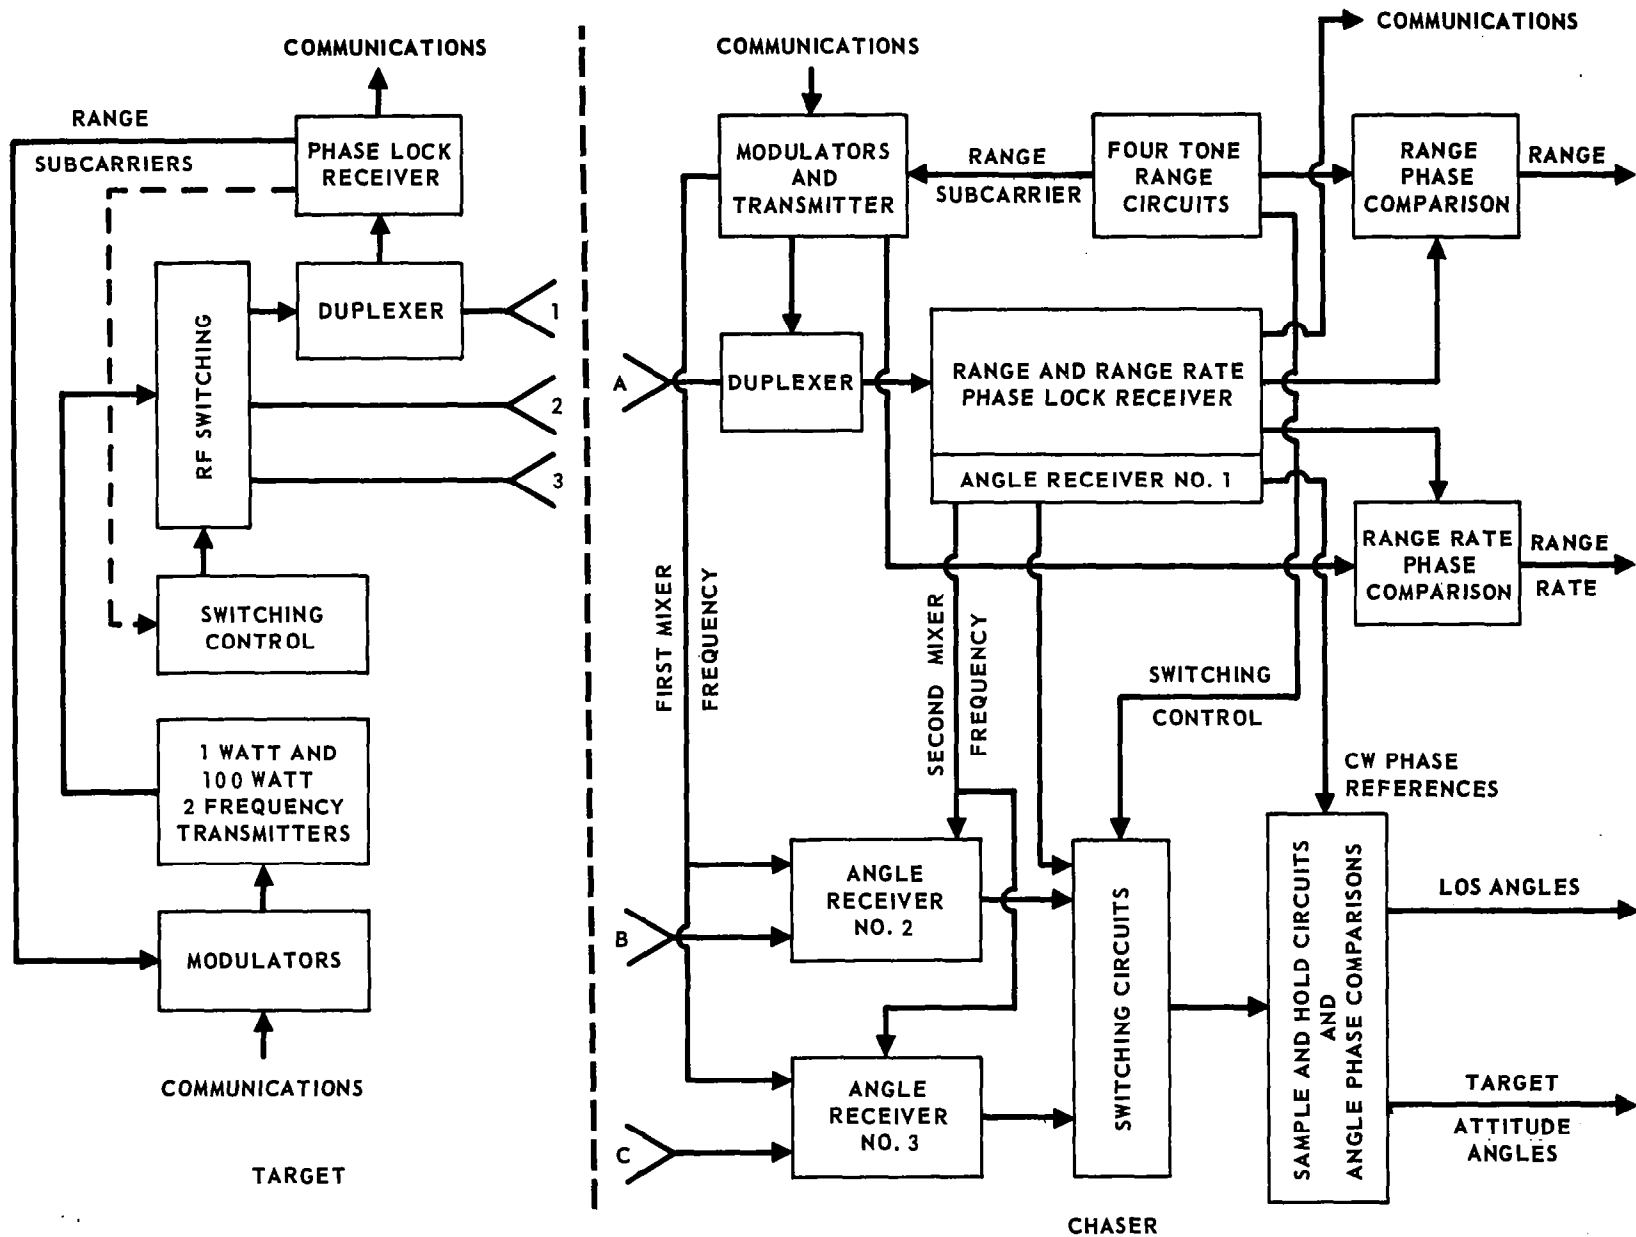 COMMUNICATIONS
RANGE
SUBCARRIERS
PHASE LOCK
RECEIVER
DUPLEXER
1
RF SWITCHING
2
3
SWITCHING
CONTROL
1 WATT AND
100 WATT
2 FREQUENCY
TRANSMITTERS
MODULATORS
COMMUNICATIONS
TARGET
COMMUNICATIONS
COMMUNICATIONS
MODULATORS
AND
TRANSMITTER
RANGE
SUBCARRIER
FOUR TONE
RANGE
CIRCUITS
RANGE
PHASE
COMPARISON
RANGE
A
DUPLEXER
RANGE AND RANGE RATE
PHASE LOCK RECEIVER
ANGLE RECEIVER NO. 1
RANGE RATE
PHASE
COMPARISON
RANGE
RATE
FIRST MIXER
FREQUENCY
SECOND MIXER
FREQUENCY
SWITCHING
CONTROL
CW PHASE
REFERENCES
B
ANGLE
RECEIVER
NO. 2
C
ANGLE
RECEIVER
NO. 3
SWITCHING CIRCUITS
SAMPLE AND HOLD CIRCUITS
AND
ANGLE PHASE COMPARISONS
LOS ANGLES
TARGET
ATTITUDE
ANGLES
CHASER